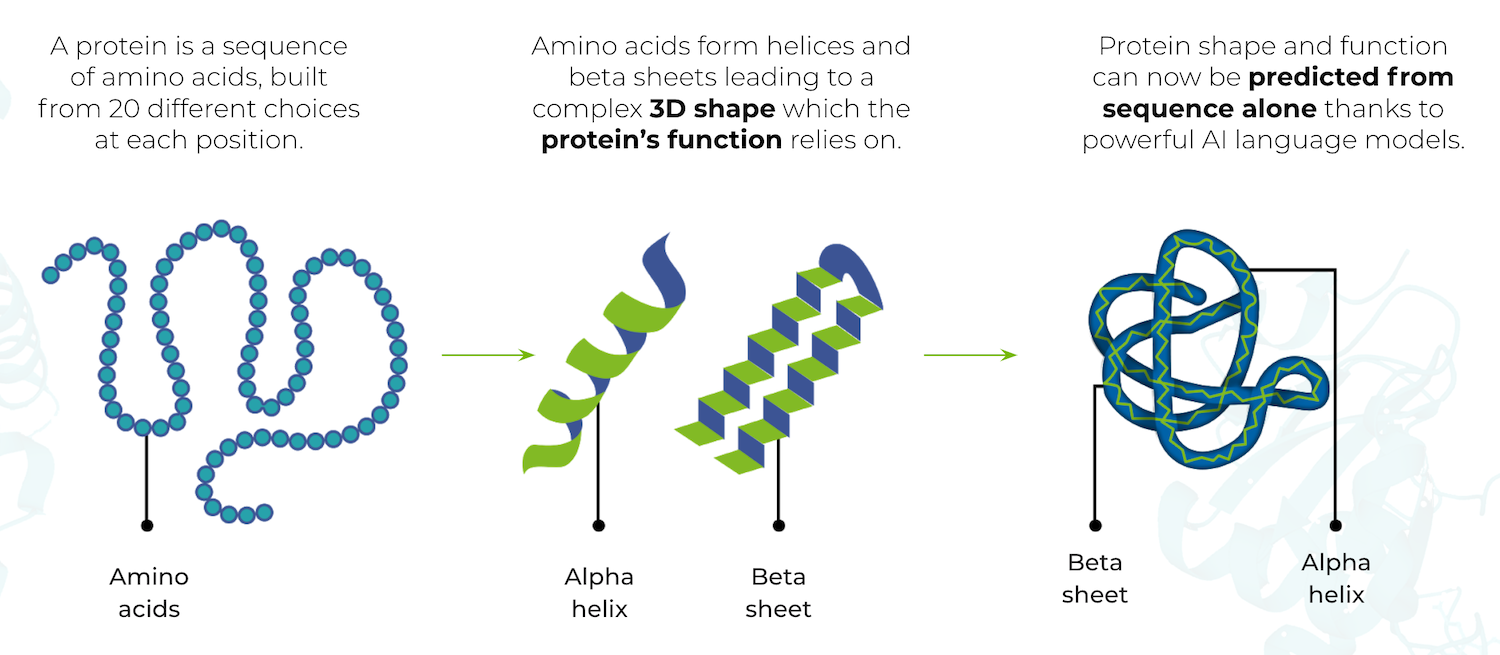 A protein is a sequence
of amino acids, built
from 20 different choices
at each position.
Amino acids form helices and
beta sheets leading to a
complex 3D shape which the
protein’s function relies on.
Protein shape and function
can now be predicted from
sequence alone thanks to
powerful AI language models.
Amino
acids
Alpha
helix
Beta
sheet
Beta
sheet
Alpha
helix